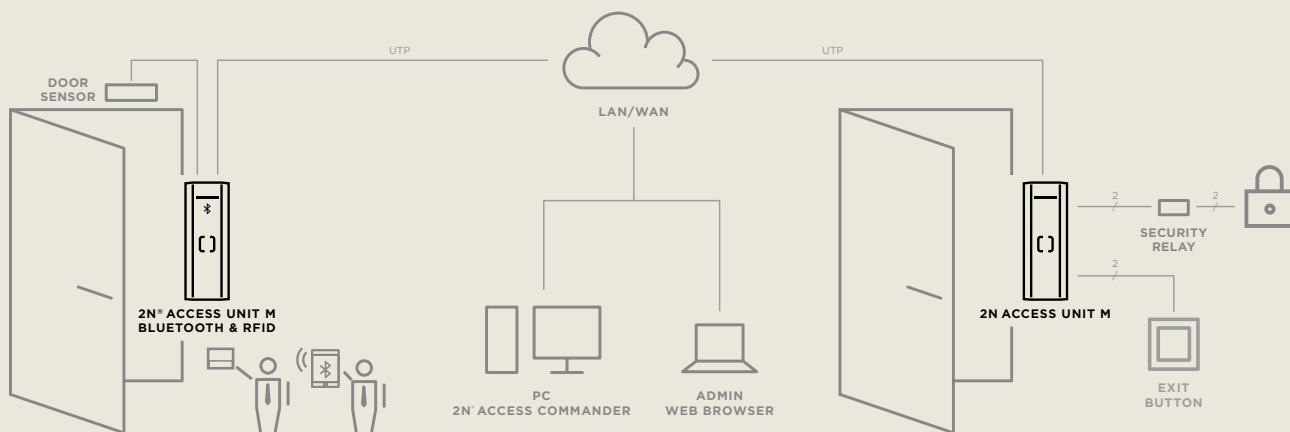 UTP
UTP
DOOR
SENSOR
LAN/WAN
2
2
SECURITY
RELAY
2
2N® ACCESS UNIT M
BLUETOOTH & RFID
2N ACCESS UNIT M
PC
2N® ACCESS COMMANDER
ADMIN
WEB BROWSER
EXIT
BUTTON